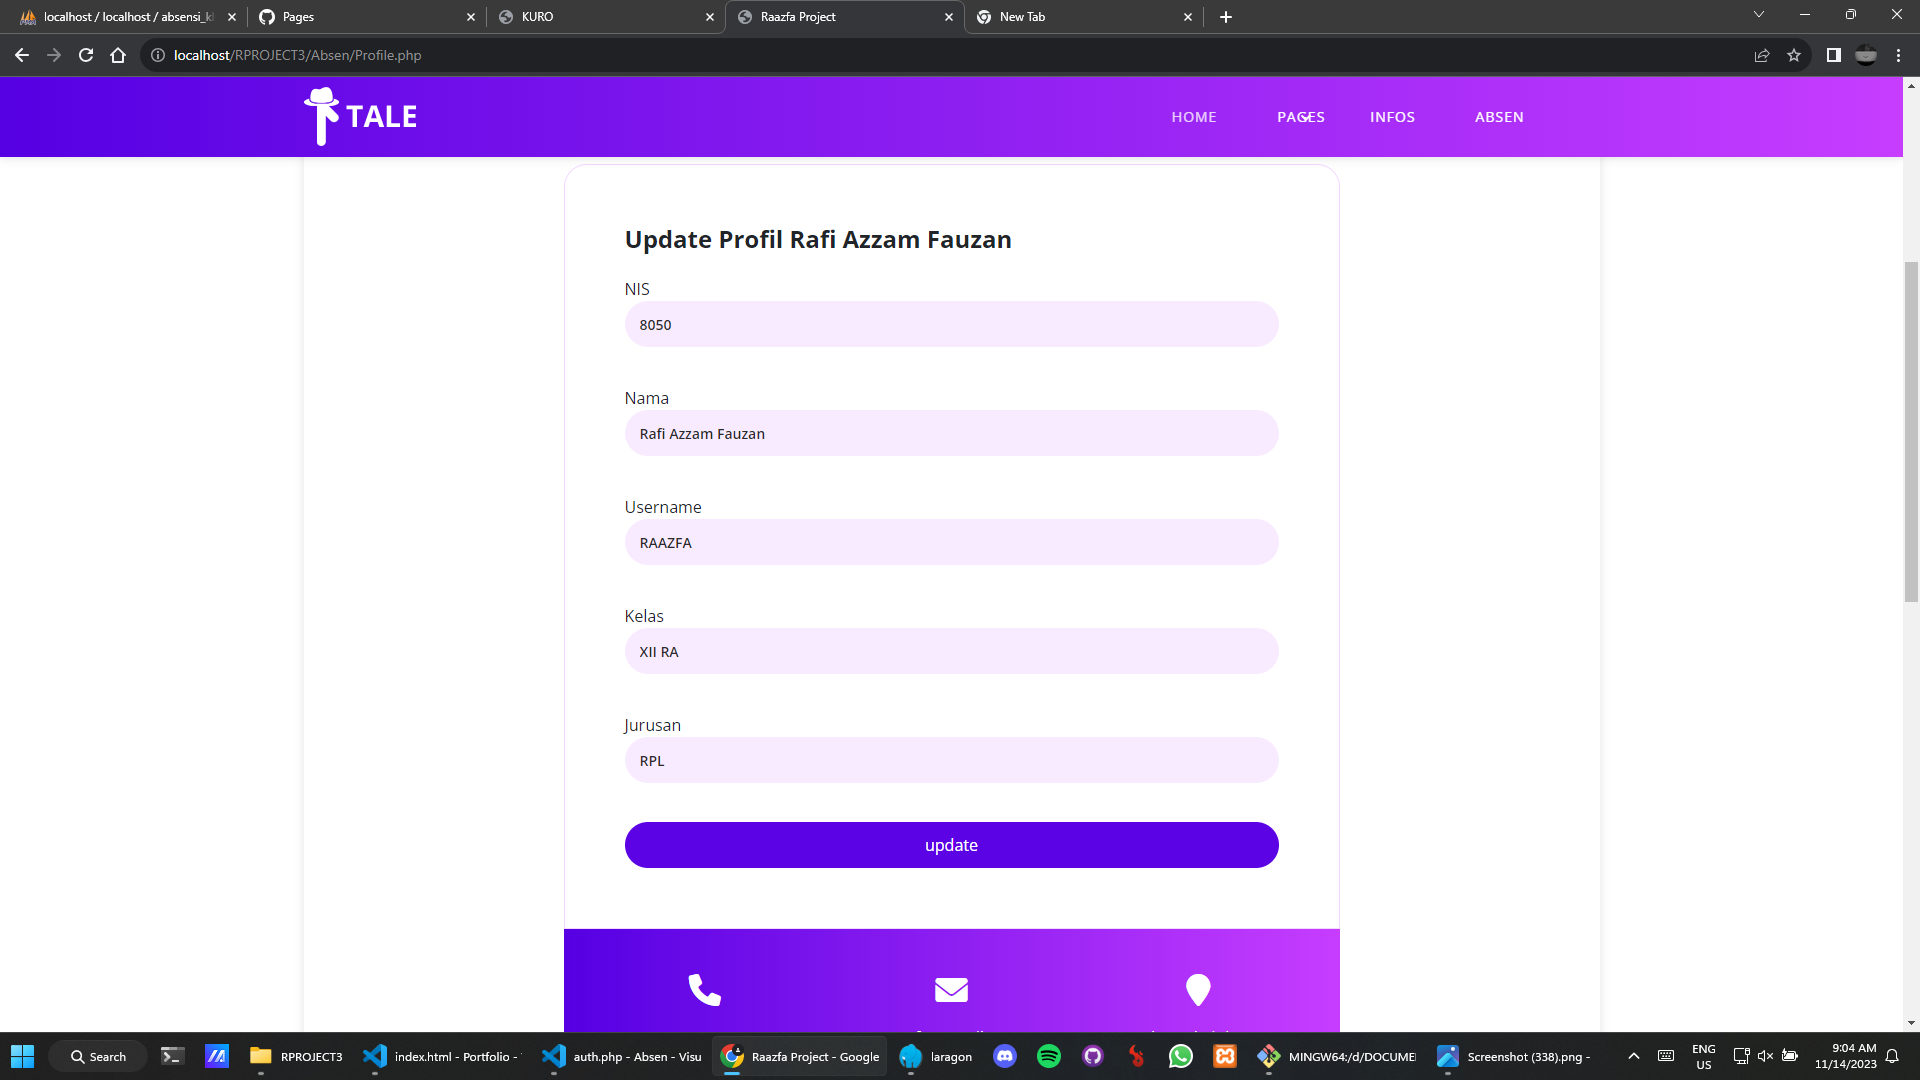 localhost / localhost / absensi_kl
Pages
KURO
Raazfa Project
New Tab
localhost/RPROJECT3/Absen/Profile.php
TALE
HOME
PAGES
INFOS
ABSEN
Update Profil Rafi Azzam Fauzan
NIS
8050
Nama
Rafi Azzam Fauzan
Username
RAAZFA
Kelas
XII RA
Jurusan
RPL
update
Search
RPROJECT3
index.html - Portfolio -
auth.php - Absen - Visu
Raazfa Project - Google
laragon
MINGW64:/d/DOCUME
Screenshot (338).png -
ENG
US
9:04 AM
11/14/2023